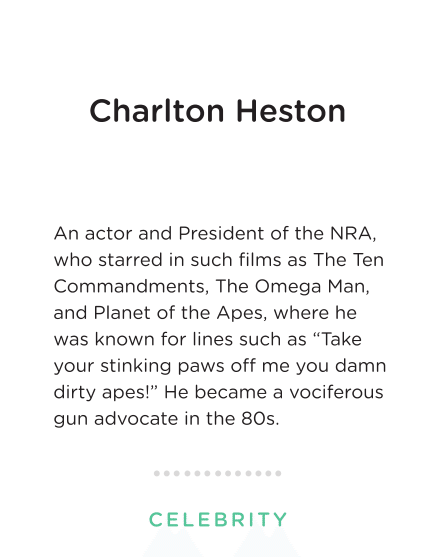 Charlton Heston
An actor and President of the NRA,
who starred in such films as The Ten
Commandments, The Omega Man,
and Planet of the Apes, where he
was known for lines such as “Take
your stinking paws off me you damn
dirty apes!” He became a vociferous
gun advocate in the 80s.
CELEBRITY